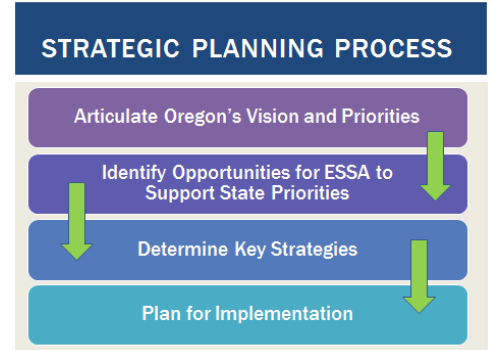 STRATEGIC PLANNING PROCESS
Articulate Oregon's Vision and Priorities
Identify Opportunities for ESSA to
Support State Priorities
Determine Key Strategies
Plan for Implementation